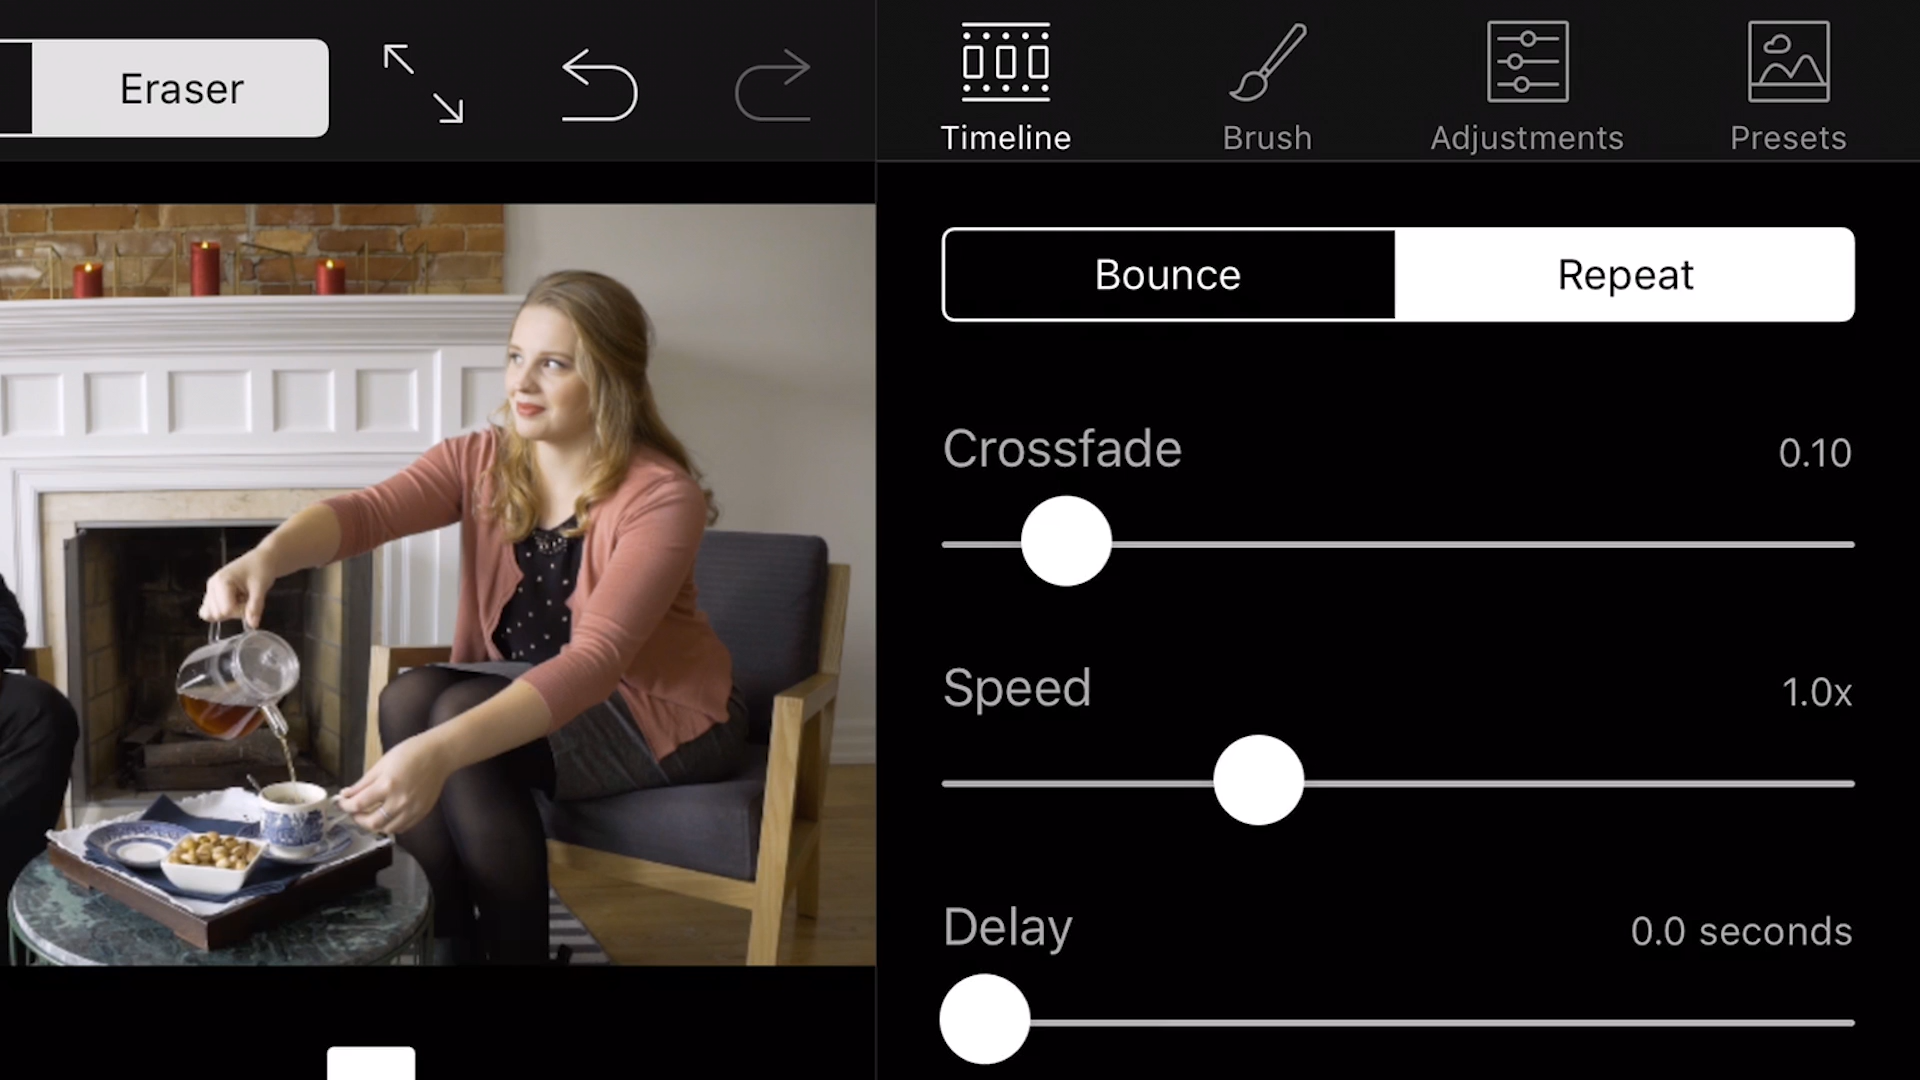 Eraser
Timeline
Brush
Adjustments
Presets
Bounce
Repeat
Crossfade
0.10
Speed
1.0x
Delay
0.0 seconds